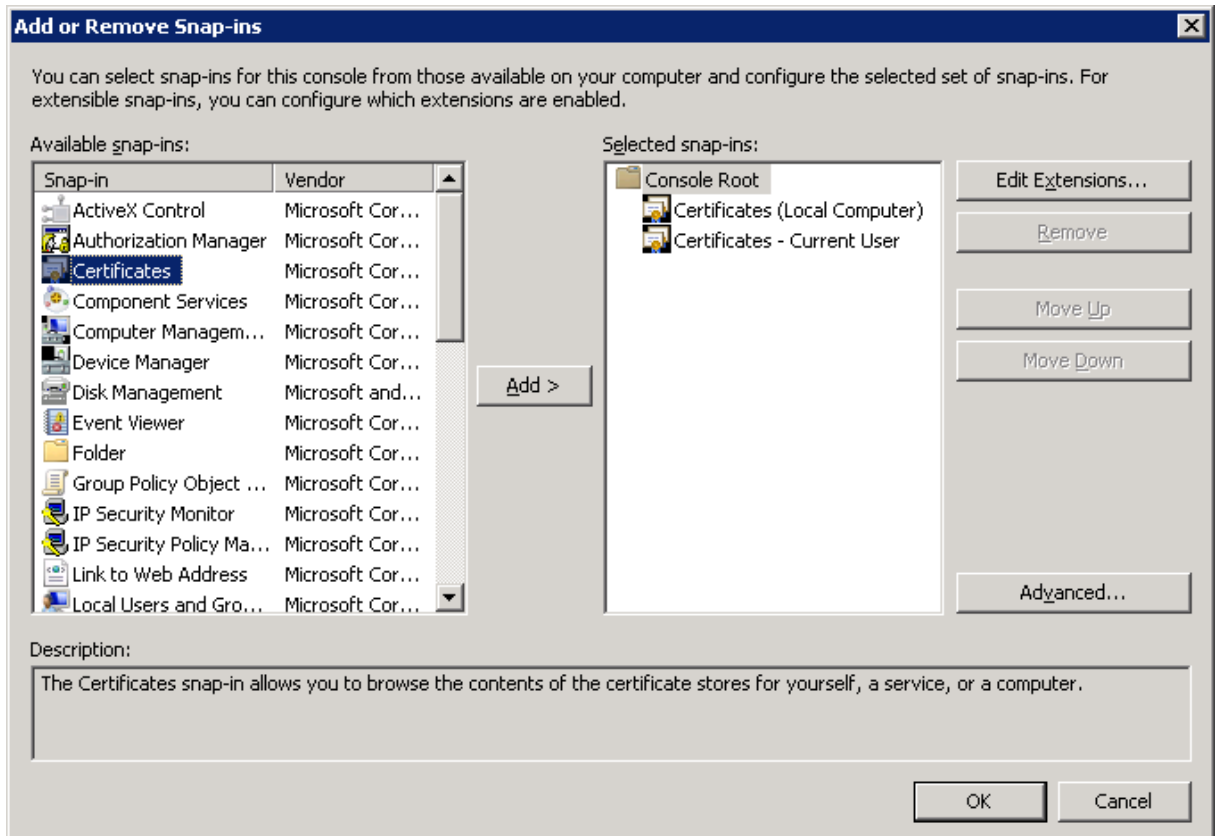 Add or Remove Snap-ins
You can select snap-ins for this console from those available on your computer and configure the selected set of snap-ins. For
extensible snap-ins, you can configure which extensions are enabled.
Available snap-ins:
Snap-in Vendor
ActiveX Control Microsoft Cor...
Authorization Manager Microsoft Cor...
Certificates Microsoft Cor...
Component Services Microsoft Cor...
Computer Managem... Microsoft Cor...
Device Manager Microsoft Cor...
Disk Management Microsoft and...
Event Viewer Microsoft Cor...
Folder Microsoft Cor...
Group Policy Object ... Microsoft Cor...
IP Security Monitor Microsoft Cor...
IP Security Policy Ma... Microsoft Cor...
Link to Web Address Microsoft Cor...
Local Users and Gro... Microsoft Cor...
Add >
Selected snap-ins:
Console Root
Certificates (Local Computer)
Certificates - Current User
Edit Extensions...
Remove
Move Up
Move Down
Advanced...
Description:
The Certificates snap-in allows you to browse the contents of the certificate stores for yourself, a service, or a computer.
OK Cancel